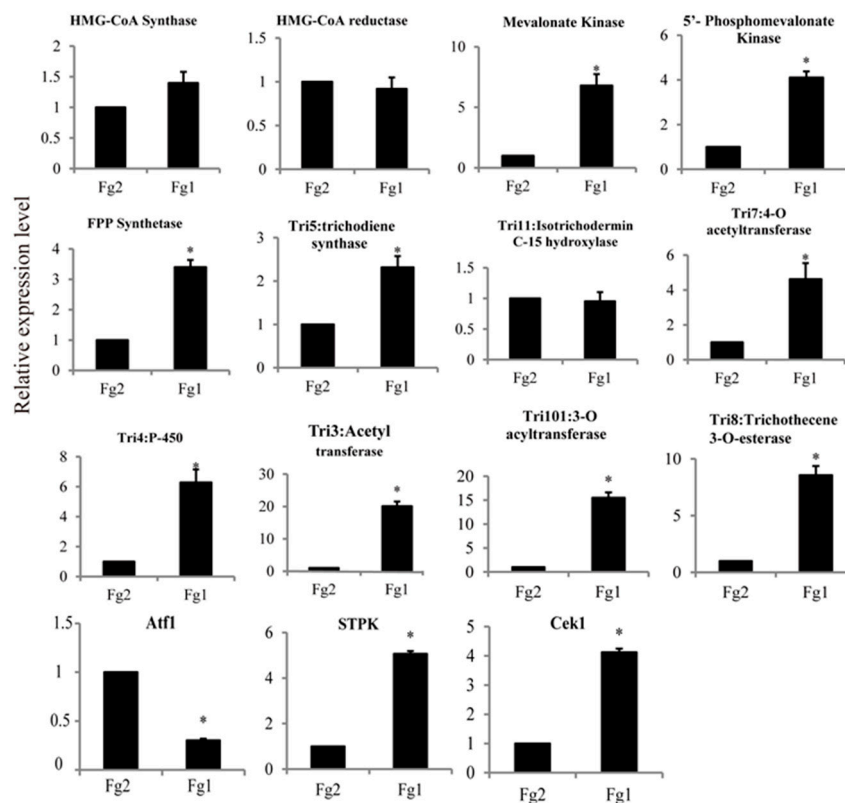 HMG-CoA Synthase
2
1.5
1
0.5
0
Fg2 Fg1
HMG-CoA reductase
1.5
1
0.5
0
Fg2 Fg1
Mevalonate Kinase
10
5
0
*
Fg2 Fg1
5’- Phosphomevalonate
Kinase
6
4
2
0
*
Fg2 Fg1
Relative expression level
FPP Synthetase
4
3
2
1
0
*
Fg2 Fg1
Tri5:trichodiene
synthase
3
2
1
0
*
Fg2 Fg1
Tri11:Isotrichodermin
C-15 hydroxylase
1.5
1
0.5
0
Fg2 Fg1
Tri7:4-O
acetyltransferase
6
4
2
0
*
Fg2 Fg1
Tri4:P-450
8
6
4
2
0
*
Fg2 Fg1
Tri3:Acetyl
transferase
30
20
10
0
*
Fg2 Fg1
Tri101:3-O
acyltransferase
20
15
10
5
0
*
Fg2 Fg1
Tri8:Trichothecene
3-O-esterase
10
5
0
*
Fg2 Fg1
Atf1
1
0.5
0
*
Fg2 Fg1
STPK
6
4
2
0
*
Fg2 Fg1
Cek1
5
4
3
2
1
0
*
Fg2 Fg1